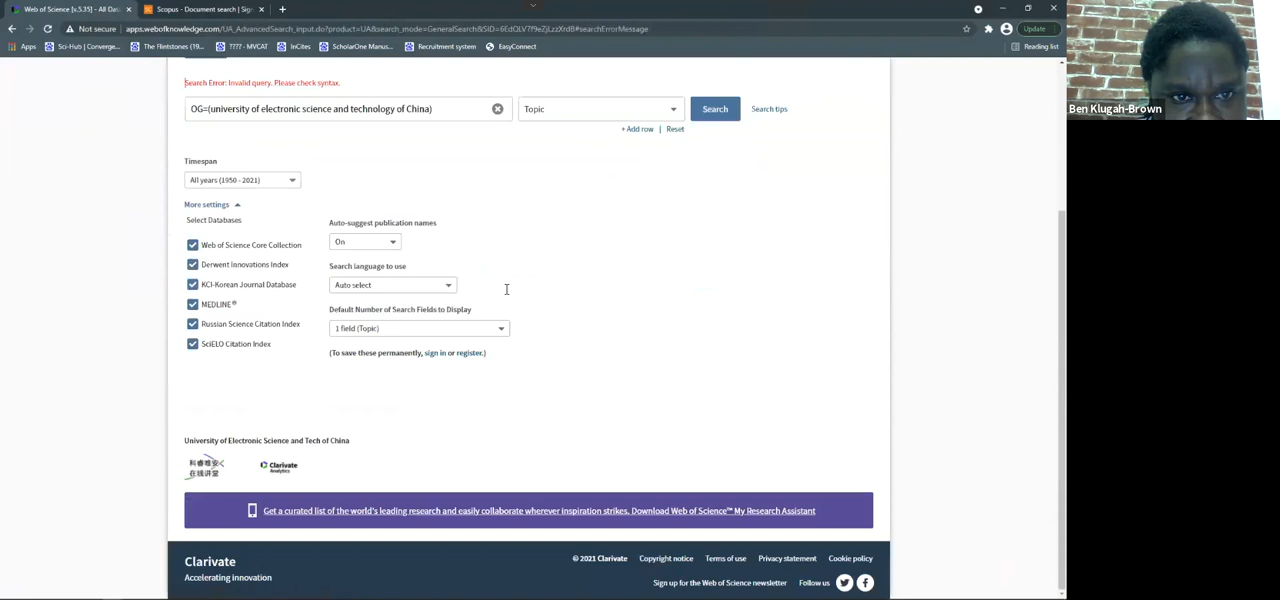 Web of Science [v.5.35] - All Dat
Scopus - Document search | Sign
Not secure | apps.webofknowledge.com/UA_AdvancedSearch_input.do?product=UA&search_mode=GeneralSearch&SID=6EdQLV7f9eZjLzzXrdB#searchErrorMessage
Update
Apps
Sci-Hub | Converge...
The Flintstones (19...
???? - MVCAT
InCites
ScholarOne Manus...
Recruitment system
EasyConnect
Reading list
Ben Klugah-Brown
Search Error: Invalid query. Please check syntax.
OG=(university of electronic science and technology of China)
Topic
Search
Search tips
+ Add row | Reset
Timespan
All years (1950 - 2021)
More settings
Select Databases
Web of Science Core Collection
Derwent Innovations Index
KCI-Korean Journal Database
MEDLINE®
Russian Science Citation Index
SciELO Citation Index
Auto-suggest publication names
On
Search language to use
Auto select
Default Number of Search Fields to Display
1 field (Topic)
(To save these permanently, sign in or register.)
University of Electronic Science and Tech of China
科睿唯安
在线讲堂
Clarivate
Analytics
Get a curated list of the world's leading research and easily collaborate wherever inspiration strikes. Download Web of Science™ My Research Assistant
Clarivate
Accelerating innovation
© 2021 Clarivate
Copyright notice
Terms of use
Privacy statement
Cookie policy
Sign up for the Web of Science newsletter
Follow us